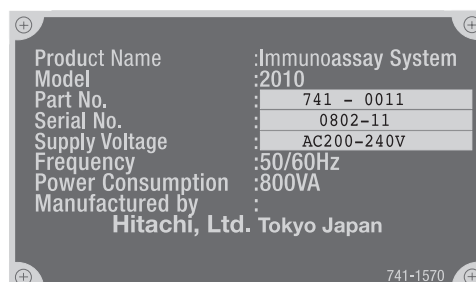 Product Name :Immunoassay System
Model :2010
Part No. : 741 - 0011
Serial No. : 0802-11
Supply Voltage : AC200-240V
Frequency :50/60Hz
Power Consumption :800VA
Manufactured by :
Hitachi, Ltd. Tokyo Japan
741-1570